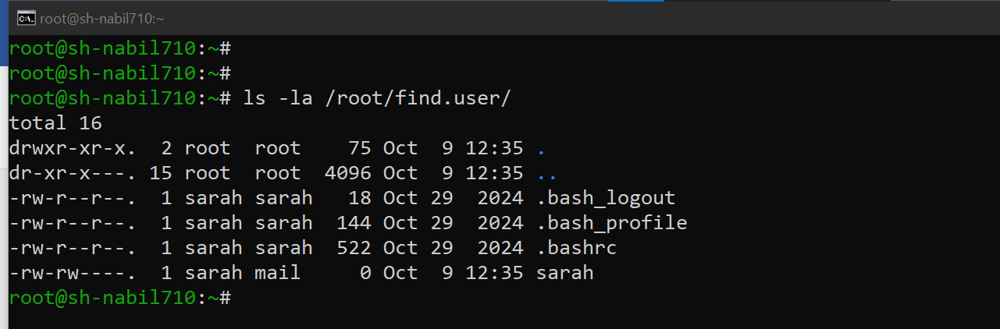 root@sh-nabil710:~
root@sh-nabil710:~#
root@sh-nabil710:~#
root@sh-nabil710:~# ls -la /root/find.user/
total 16
drwxr-xr-x.  2 root  root    75 Oct  9 12:35 .
dr-xr-x---. 15 root  root  4096 Oct  9 12:35 ..
-rw-r--r--.  1 sarah sarah   18 Oct 29  2024 .bash_logout
-rw-r--r--.  1 sarah sarah  144 Oct 29  2024 .bash_profile
-rw-r--r--.  1 sarah sarah  522 Oct 29  2024 .bashrc
-rw-rw----.  1 sarah mail     0 Oct  9 12:35 sarah
root@sh-nabil710:~#